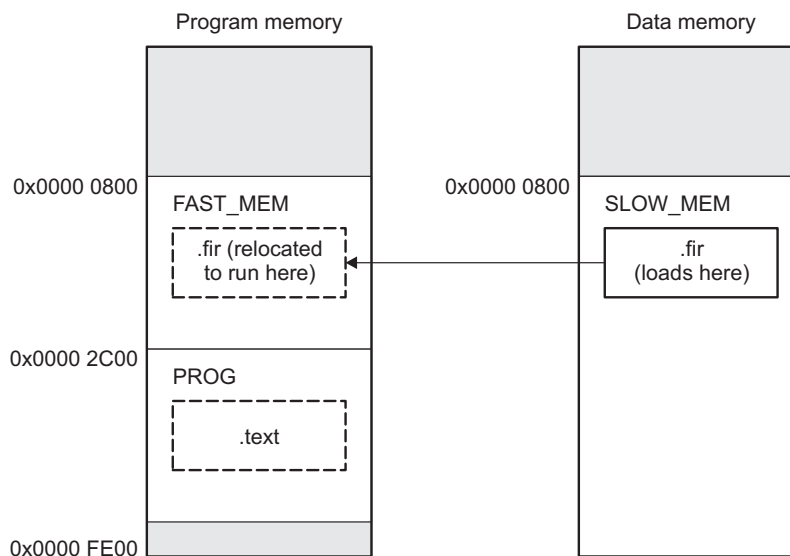 Program memory
Data memory
0x0000 0800
FAST_MEM
.fir (relocated
to run here)
0x0000 0800
SLOW_MEM
.fir
(loads here)
0x0000 2C00
PROG
.text
0x0000 FE00